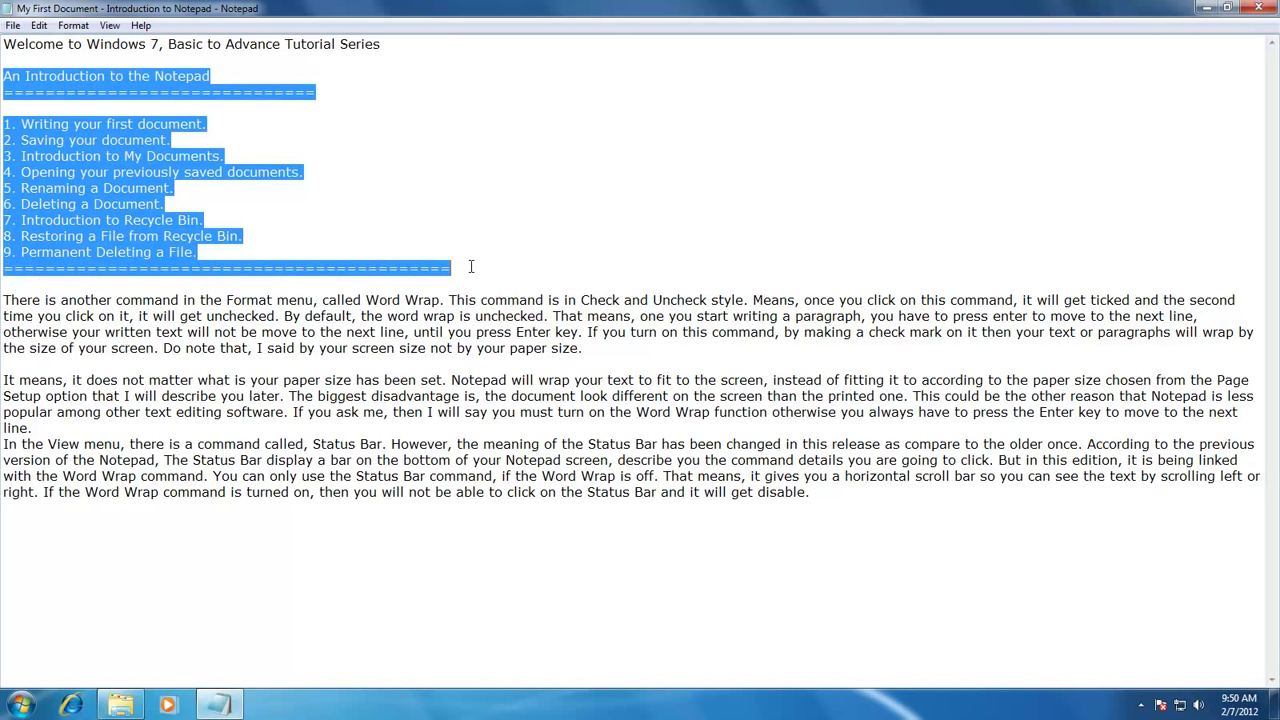 My First Document - Introduction to Notepad - Notepad
File Edit Format View Help
Welcome to Windows 7, Basic to Advance Tutorial Series
An Introduction to the Notepad
==============================
1. Writing your first document.
2. Saving your document.
3. Introduction to My Documents.
4. Opening your previously saved documents.
5. Renaming a Document.
6. Deleting a Document.
7. Introduction to Recycle Bin.
8. Restoring a File from Recycle Bin.
9. Permanent Deleting a File.
===========================================
There is another command in the Format menu, called Word Wrap. This command is in Check and Uncheck style. Means, once you click on this command, it will get ticked and the second
time you click on it, it will get unchecked. By default, the word wrap is unchecked. That means, one you start writing a paragraph, you have to press enter to move to the next line,
otherwise your written text will not be move to the next line, until you press Enter key. If you turn on this command, by making a check mark on it then your text or paragraphs will wrap by
the size of your screen. Do note that, I said by your screen size not by your paper size.
It means, it does not matter what is your paper size has been set. Notepad will wrap your text to fit to the screen, instead of fitting it to according to the paper size chosen from the Page
Setup option that I will describe you later. The biggest disadvantage is, the document look different on the screen than the printed one. This could be the other reason that Notepad is less
popular among other text editing software. If you ask me, then I will say you must turn on the Word Wrap function otherwise you always have to press the Enter key to move to the next
line.
In the View menu, there is a command called, Status Bar. However, the meaning of the Status Bar has been changed in this release as compare to the older once. According to the previous
version of the Notepad, The Status Bar display a bar on the bottom of your Notepad screen, describe you the command details you are going to click. But in this edition, it is being linked
with the Word Wrap command. You can only use the Status Bar command, if the Word Wrap is off. That means, it gives you a horizontal scroll bar so you can see the text by scrolling left or
right. If the Word Wrap command is turned on, then you will not be able to click on the Status Bar and it will get disable.
9:50 AM
2/7/2012